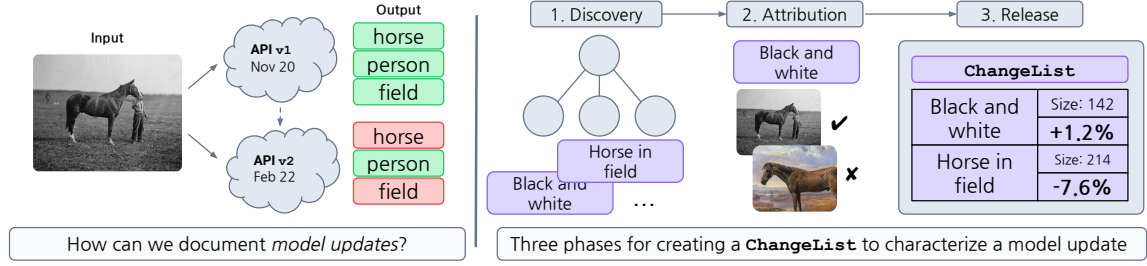 Input
API v1
Nov 20
API v2
Feb 22
Output
horse
person
field
horse
person
field
How can we document model updates?
1. Discovery
2. Attribution
3. Release
Horse in
field
Black and
white
...
Black and
white
✔
✘
ChangeList
Black and
white
Size: 142
+1.2%
Horse in
field
Size: 214
-7.6%
Three phases for creating a ChangeList to characterize a model update